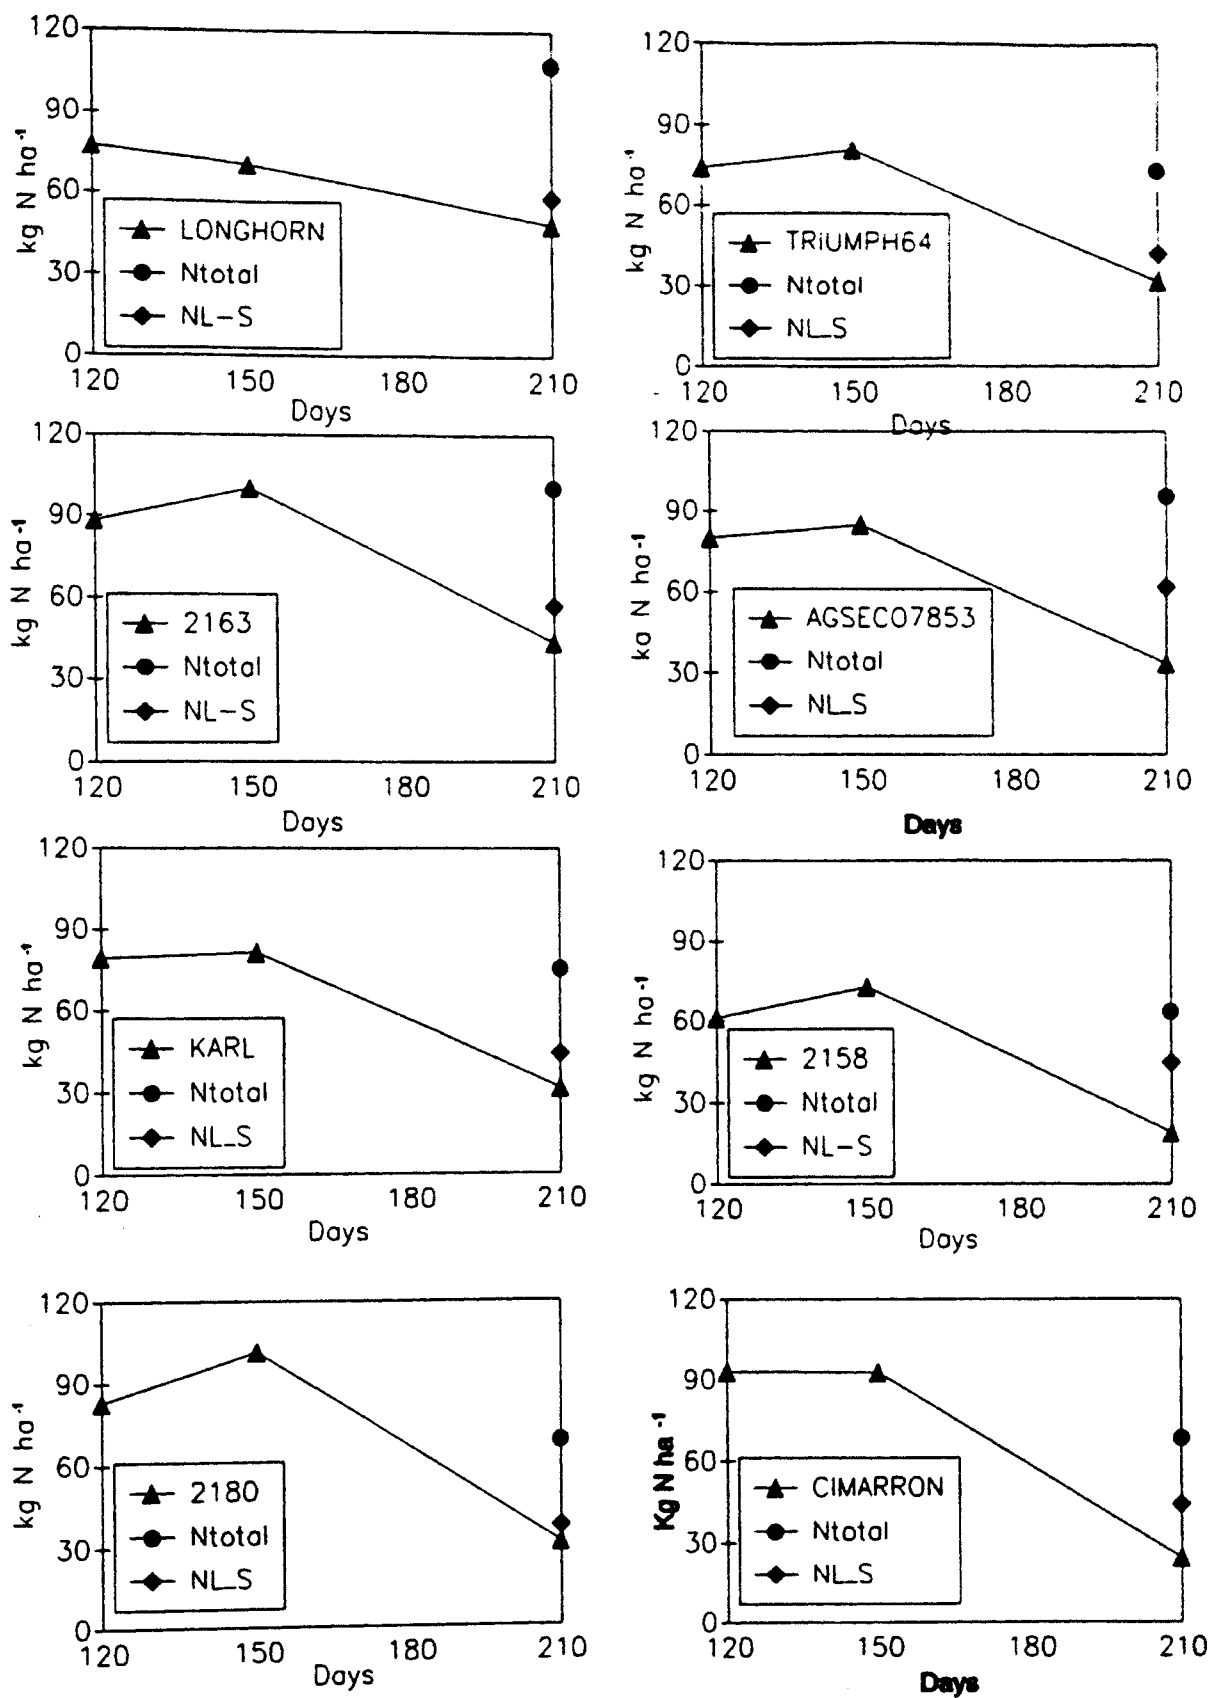 120
90
60
30
0
kg N ha-1
LONGHORN
Ntotal
NL-S
120 150 180 210
Days
120
90
60
30
0
kg N ha-1
TRiUMPH64
Ntotal
NL_S
120 150 180 210
Days
120
90
60
30
0
kg N ha-1
2163
Ntotal
NL-S
120 150 180 210
Days
120
90
60
30
0
ka N ha-1
AGSECO7853
Ntotal
NL_S
120 150 180 210
Days
120
90
60
30
0
kg N ha-1
KARL
Ntotal
NL_S
120 150 180 210
Days
120
90
60
30
0
kg N ha-1
2158
Ntotal
NL-S
120 150 180 210
Days
120
90
60
30
0
kg N ha-1
2180
Ntotal
NL_S
120 150 180 210
Days
120
90
60
30
0
Kg N ha-1
CIMARRON
Ntotal
NL_S
120 150 180 210
Days